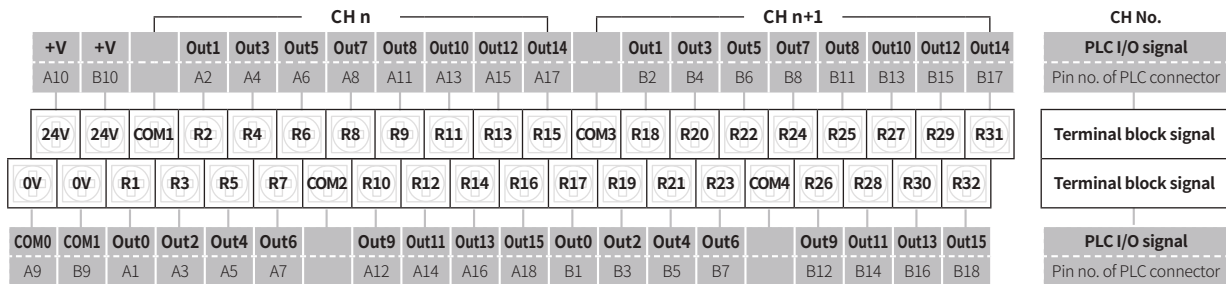 CH n CH n+1 CH No.
+V +V Out1 Out3 Out5 Out7 Out8 Out10 Out12 Out14 Out1 Out3 Out5 Out7 Out8 Out10 Out12 Out14 PLC I/O signal
A10 B10 A2 A4 A6 A8 A11 A13 A15 A17 B2 B4 B6 B8 B11 B13 B15 B17 Pin no. of PLC connector
24V 24V COM1 R2 R4 R6 R8 R9 R11 R13 R15 COM3 R18 R20 R22 R24 R25 R27 R29 R31 Terminal block signal
0V 0V R1 R3 R5 R7 COM2 R10 R12 R14 R16 R17 R19 R21 R23 COM4 R26 R28 R30 R32 Terminal block signal
COM0 COM1 Out0 Out2 Out4 Out6 Out9 Out11 Out13 Out15 Out0 Out2 Out4 Out6 Out9 Out11 Out13 Out15 PLC I/O signal
A9 B9 A1 A3 A5 A7 A12 A14 A16 A18 B1 B3 B5 B7 B12 B14 B16 B18 Pin no. of PLC connector